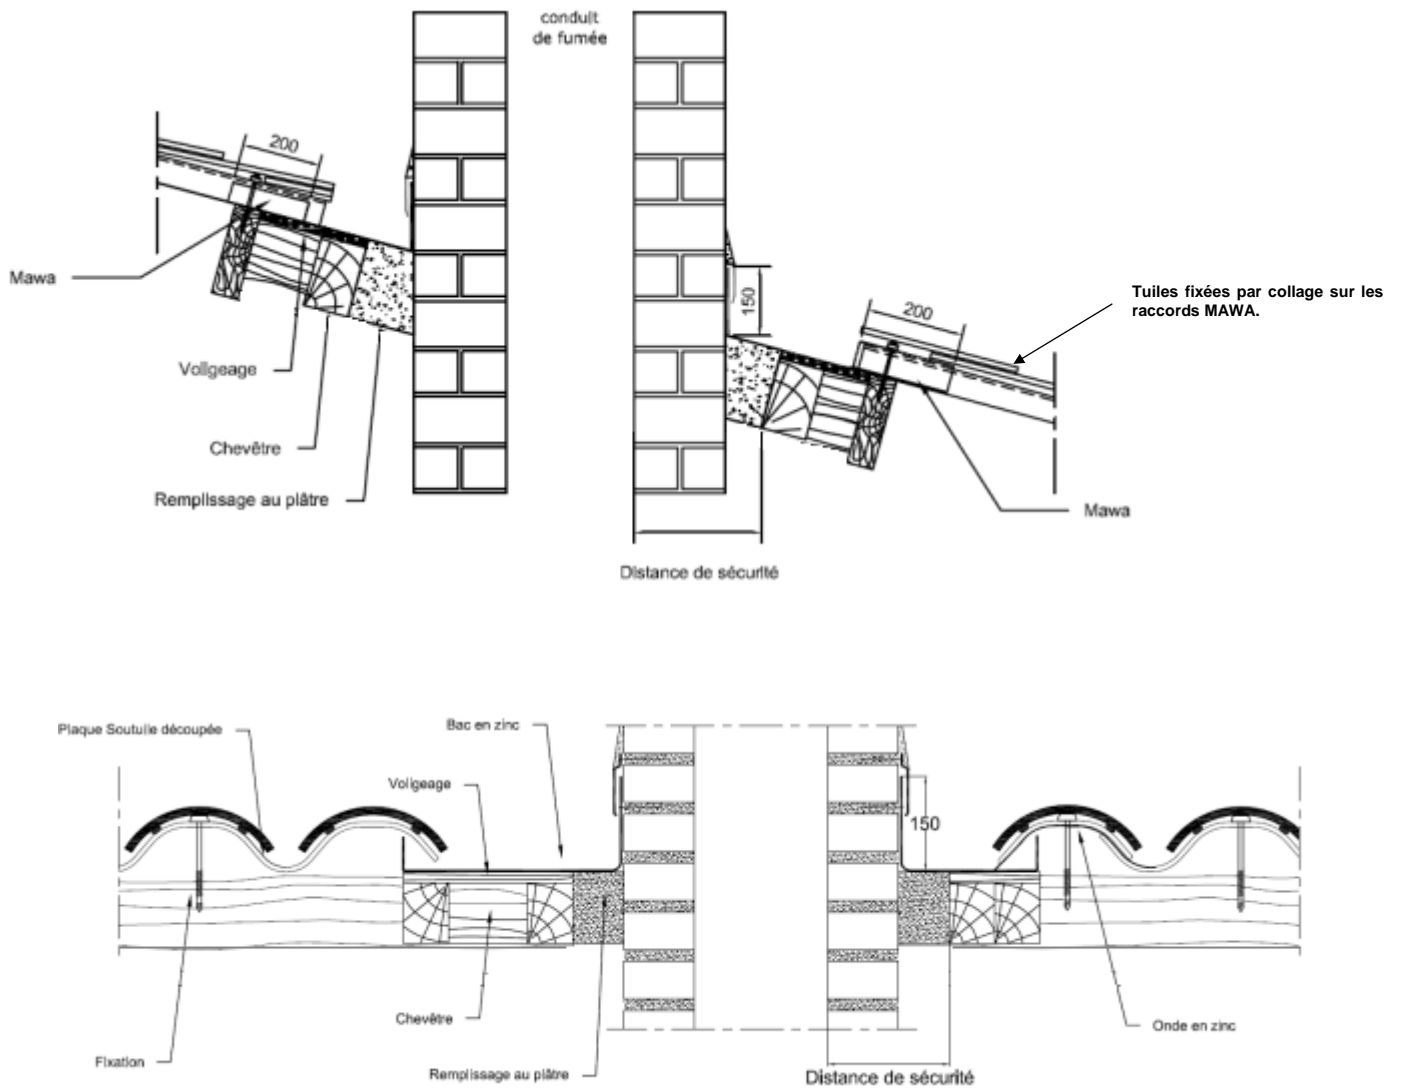 conduit
de fumée
200
Mawa
Voligeage
Chevêtre
Remplissage au plâtre
150
200
Tuiles fixées par collage sur les
raccords MAWA.
Mawa
Distance de sécurité
Plaque Soutuile découpée
Bac en zinc
Voligeage
150
Chevêtre
Onde en zinc
Fixation
Remplissage au plâtre
Distance de sécurité